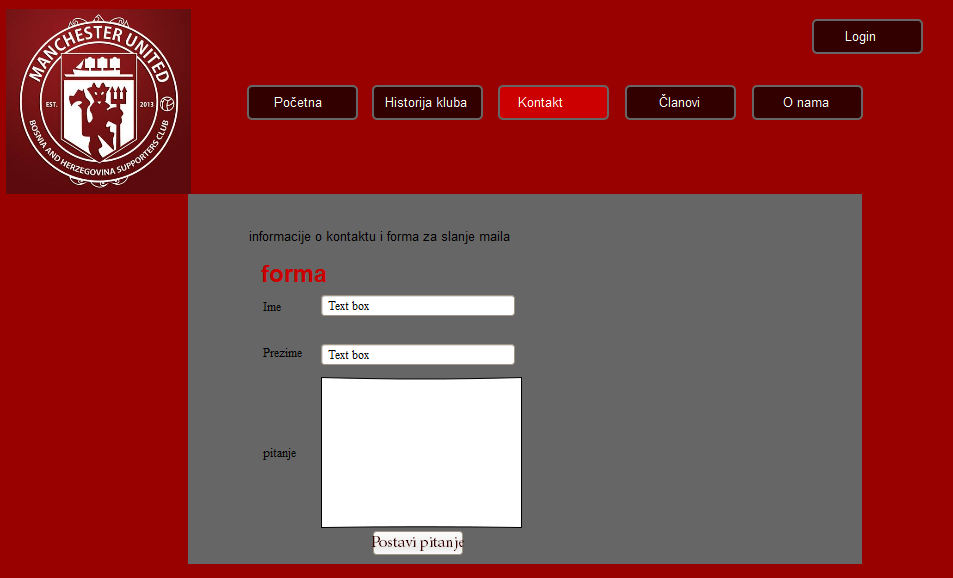 MANCHESTER UNITED
EST. 2013
BOSNIA AND HERZEGOVINA SUPPORTERS CLUB
Login
Početna
Historija kluba
Kontakt
Članovi
O nama
informacije o kontaktu i forma za slanje maila
forma
Ime
Text box
Prezime
Text box
pitanje
Postavi pitanje